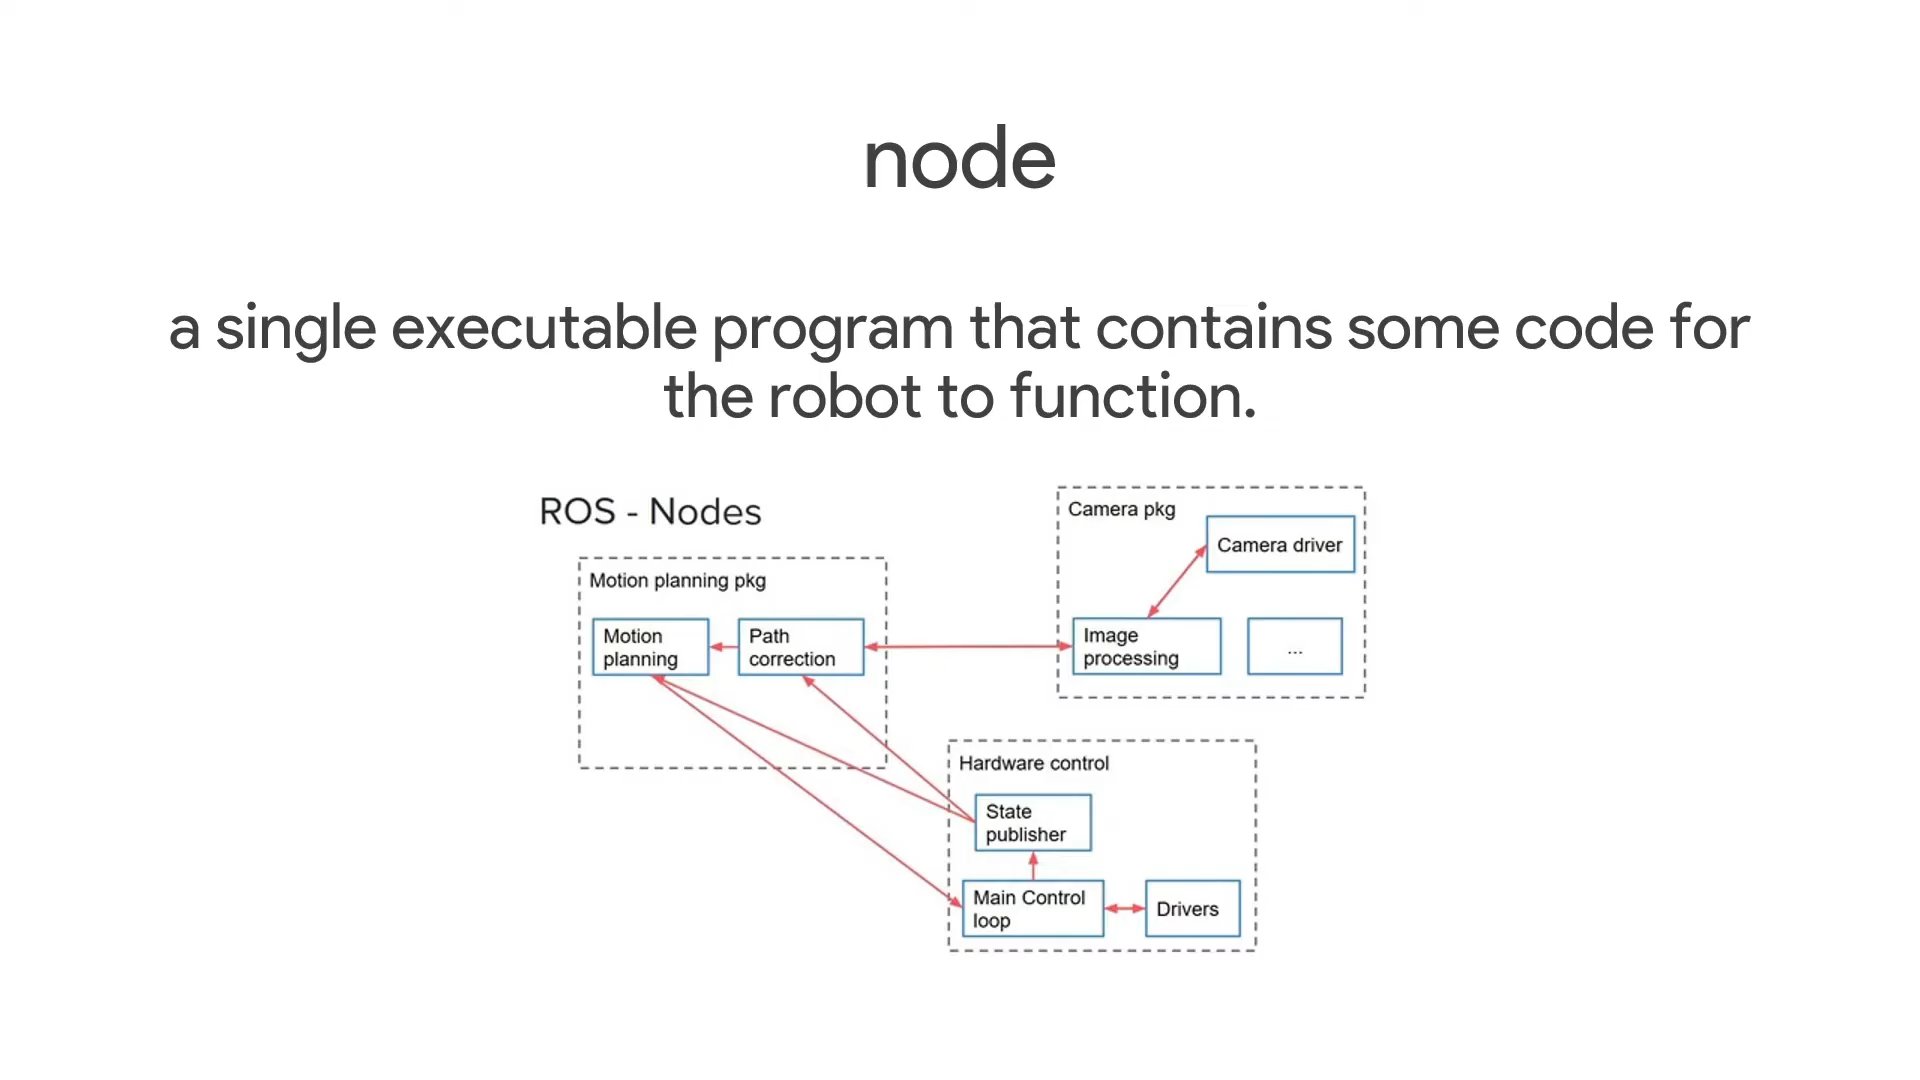 node
a single executable program that contains some code for
the robot to function.
ROS - Nodes
Motion planning pkg
Motion
planning
Path
correction
Camera pkg
Camera driver
Image
processing
...
Hardware control
State
publisher
Main Control
loop
Drivers